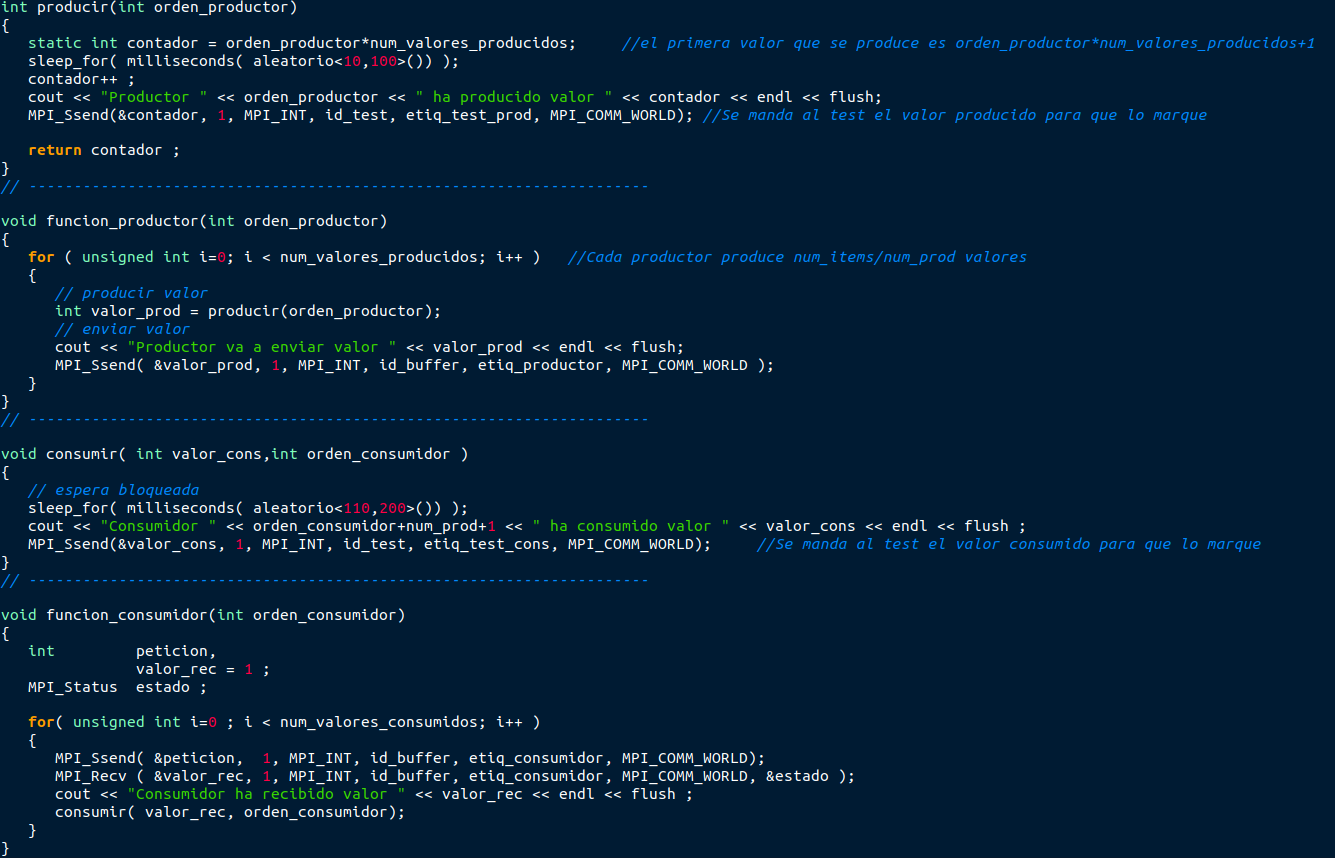 int producir(int orden_productor)
{
   static int contador = orden_productor*num_valores_producidos;     //el primera valor que se produce es orden_productor*num_valores_producidos+1
   sleep_for( milliseconds( aleatorio<10,100>()) );
   contador++ ;
   cout << "Productor " << orden_productor << " ha producido valor " << contador << endl << flush;
   MPI_Ssend(&contador, 1, MPI_INT, id_test, etiq_test_prod, MPI_COMM_WORLD); //Se manda al test el valor producido para que lo marque

   return contador ;
}
// ---------------------------------------------------------------------

void funcion_productor(int orden_productor)
{
   for ( unsigned int i=0; i < num_valores_producidos; i++ )   //Cada productor produce num_items/num_prod valores
   {
      // producir valor
      int valor_prod = producir(orden_productor);
      // enviar valor
      cout << "Productor va a enviar valor " << valor_prod << endl << flush;
      MPI_Ssend( &valor_prod, 1, MPI_INT, id_buffer, etiq_productor, MPI_COMM_WORLD );
   }
}
// ---------------------------------------------------------------------

void consumir( int valor_cons,int orden_consumidor )
{
   // espera bloqueada
   sleep_for( milliseconds( aleatorio<110,200>()) );
   cout << "Consumidor " << orden_consumidor+num_prod+1 << " ha consumido valor " << valor_cons << endl << flush ;
   MPI_Ssend(&valor_cons, 1, MPI_INT, id_test, etiq_test_cons, MPI_COMM_WORLD);     //Se manda al test el valor consumido para que lo marque
}
// ---------------------------------------------------------------------

void funcion_consumidor(int orden_consumidor)
{
   int         peticion,
               valor_rec = 1 ;
   MPI_Status  estado ;

   for( unsigned int i=0 ; i < num_valores_consumidos; i++ )
   {
      MPI_Ssend( &peticion,  1, MPI_INT, id_buffer, etiq_consumidor, MPI_COMM_WORLD);
      MPI_Recv ( &valor_rec, 1, MPI_INT, id_buffer, etiq_consumidor, MPI_COMM_WORLD, &estado );
      cout << "Consumidor ha recibido valor " << valor_rec << endl << flush ;
      consumir( valor_rec, orden_consumidor);
   }
}